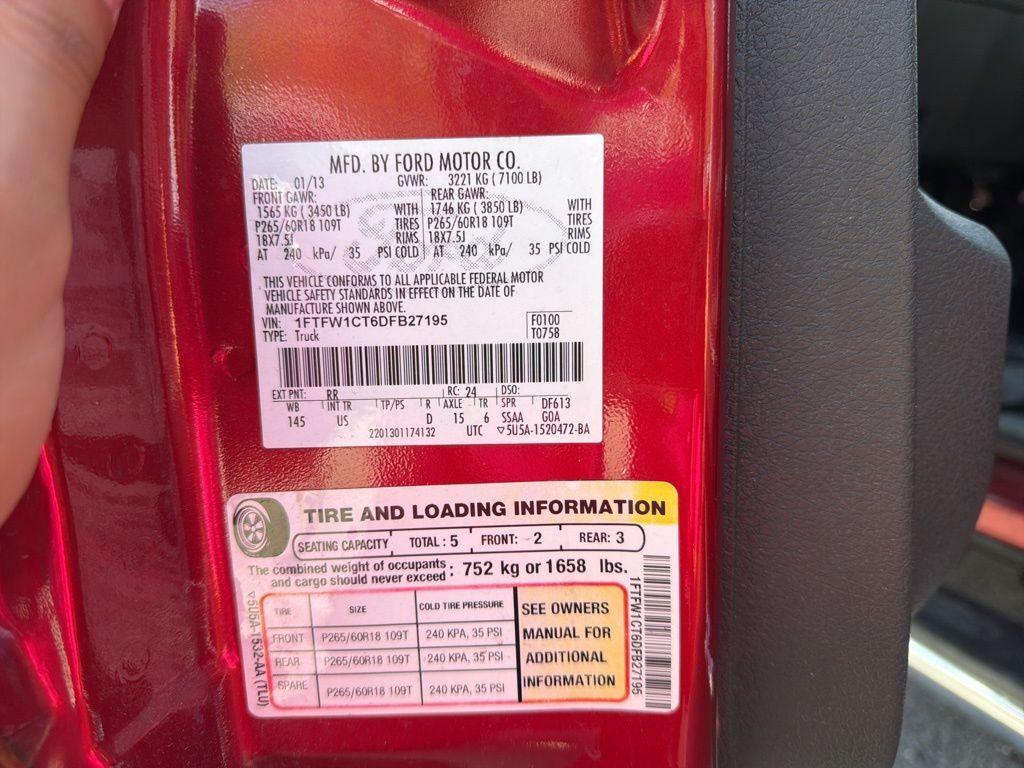 MFD. BY FORD MOTOR CO.
DATE: 01/13 GVWR: 3221 KG ( 7100 LB)
FRONT GAWR: REAR GAWR:
1565 KG ( 3450 LB) WITH 1746 KG ( 3850 LB) WITH
P265/60R18 109T TIRES P265/60R18 109T TIRES
18X7.5J RIMS 18X7.5J RIMS
AT 240 kPa/ 35 PSI COLD AT 240 kPa/ 35 PSI COLD
THIS VEHICLE CONFORMS TO ALL APPLICABLE FEDERAL MOTOR
VEHICLE SAFETY STANDARDS IN EFFECT ON THE DATE OF
MANUFACTURE SHOWN ABOVE.
VIN: 1FTFW1CT6DFB27195 F0100
TYPE: Truck T0758
EXT PNT: RR RC: 24 DSO:
WB INT TR TP/PS R AXLE TR SPR DF613
145 US D 15 6 SSAA GOA
2201301174132 UTC ▽5U5A-1520472-BA
TIRE AND LOADING INFORMATION
SEATING CAPACITY TOTAL : 5 FRONT: 2 REAR: 3
The combined weight of occupants
and cargo should never exceed : 752 kg or 1658 lbs.
TIRE SIZE COLD TIRE PRESSURE SEE OWNERS
FRONT P265/60R18 109T 240 KPA, 35 PSI MANUAL FOR
REAR P265/60R18 109T 240 KPA, 35 PSI ADDITIONAL
SPARE P265/60R18 109T 240 KPA, 35 PSI INFORMATION
▽5U5A-1532-AA (TLU)
1FTFW1CT6DFB27195